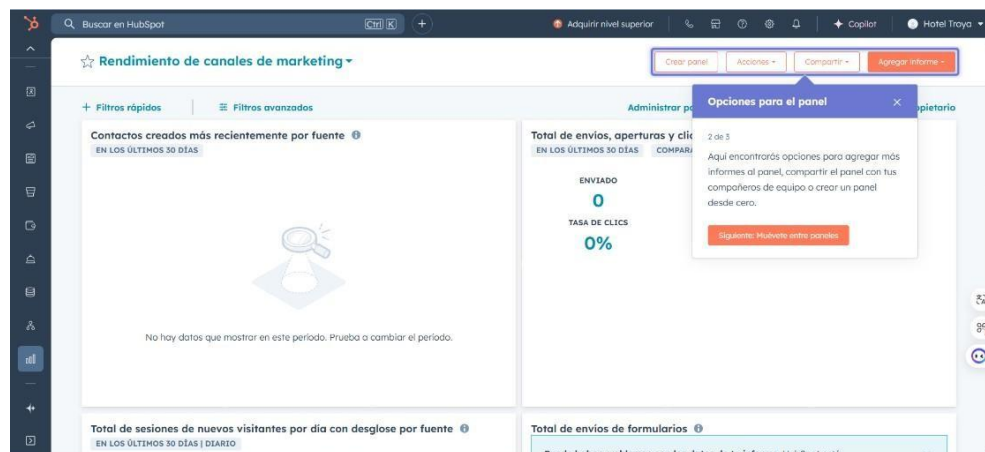 Buscar en HubSpot
Ctrl K
Adquirir nivel superior
Copilot
Hotel Troya
Rendimiento de canales de marketing
Crear panel
Acciones
Compartir
Agregar informe
+ Filtros rápidos
Filtros avanzados
Administrar
Opciones para el panel
2 de 3
Aquí encontrarás opciones para agregar más
informes al panel, compartir el panel con tus
compañeros de equipo o crear un panel
desde cero.
Siguiente: Muévete entre paneles
Contactos creados más recientemente por fuente
EN LOS ÚLTIMOS 30 DÍAS
No hay datos que mostrar en este periodo. Prueba a cambiar el periodo.
Total de envíos, aperturas y
EN LOS ÚLTIMOS 30 DÍAS
ENVIADO
0
TASA DE CLICS
0%
Total de sesiones de nuevos visitantes por día con desglose por fuente
EN LOS ÚLTIMOS 30 DÍAS | DIARIO
Total de envíos de formularios